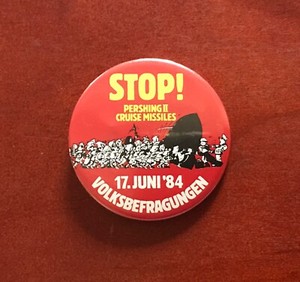 STOP!
PERSHING II
CRUISE MISSILES
17. JUNI '84
VOLKSBEFRAGUNGEN